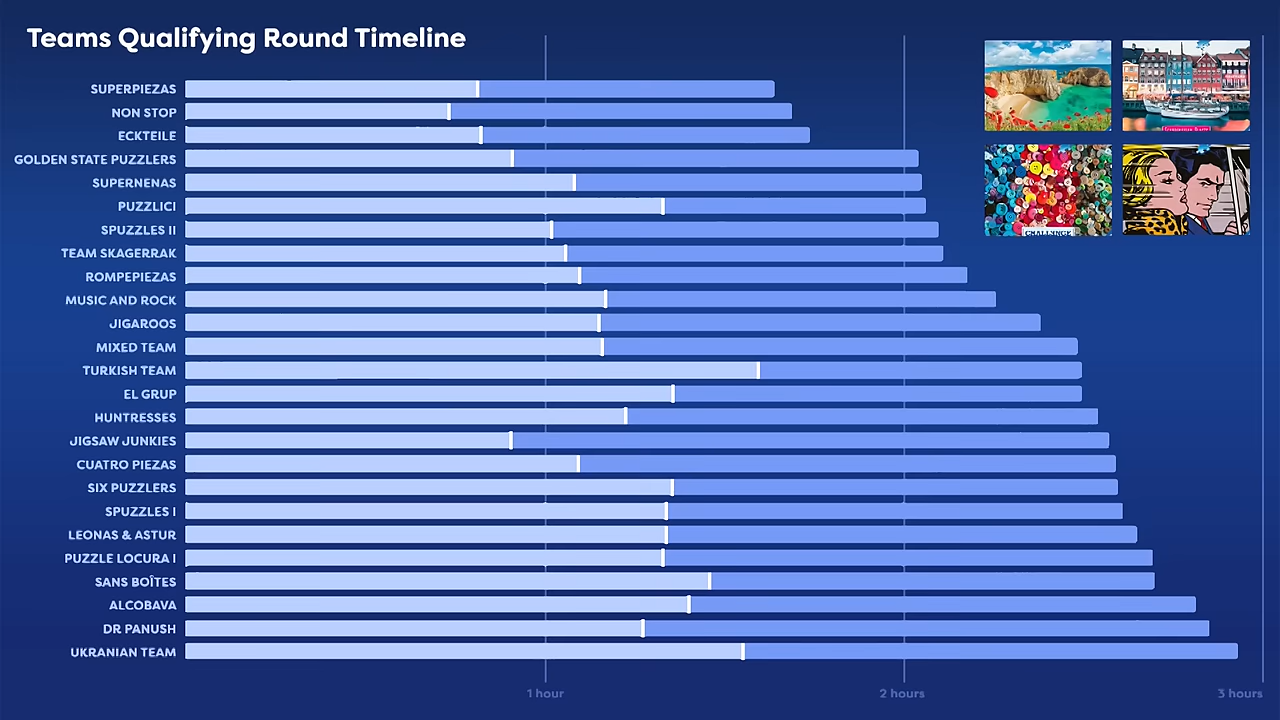 Teams Qualifying Round Timeline
SUPERPIEZAS
NON STOP
ECKTEILE
GOLDEN STATE PUZZLERS
SUPERNENAS
PUZZLICI
SPUZZLES II
TEAM SKAGERRAK
ROMPEPIEZAS
MUSIC AND ROCK
JIGAROOS
MIXED TEAM
TURKISH TEAM
EL GRUP
HUNTRESSES
JIGSAW JUNKIES
CUATRO PIEZAS
SIX PUZZLERS
SPUZZLES I
LEONAS & ASTUR
PUZZLE LOCURA I
SANS BOÎTES
ALCOBAVA
DR PANUSH
UKRANIAN TEAM
1 hour
2 hours
3 hours
CHALLENGE